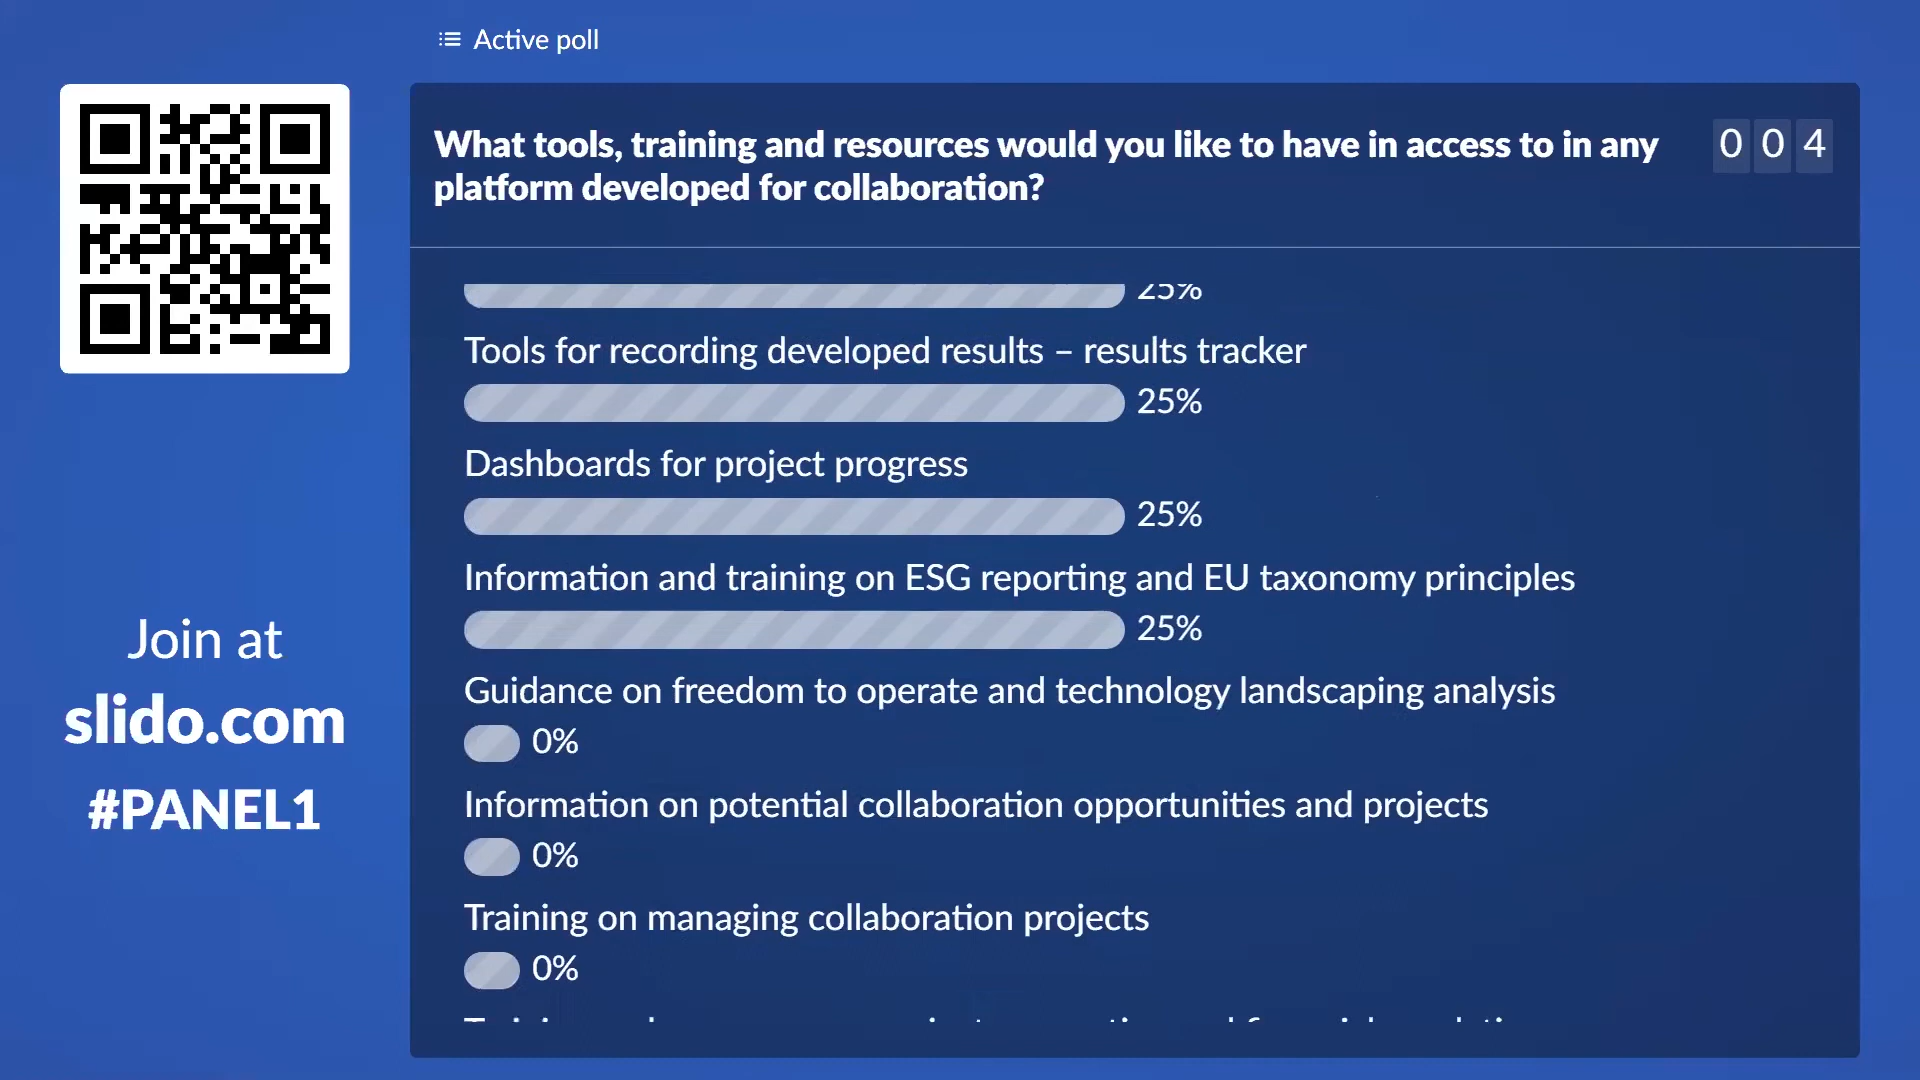 Active poll
What tools, training and resources would you like to have in access to in any
platform developed for collaboration?
004
25%
Tools for recording developed results – results tracker
25%
Dashboards for project progress
25%
Information and training on ESG reporting and EU taxonomy principles
25%
Guidance on freedom to operate and technology landscaping analysis
0%
Information on potential collaboration opportunities and projects
0%
Training on managing collaboration projects
0%
Join at
slido.com
#PANEL1